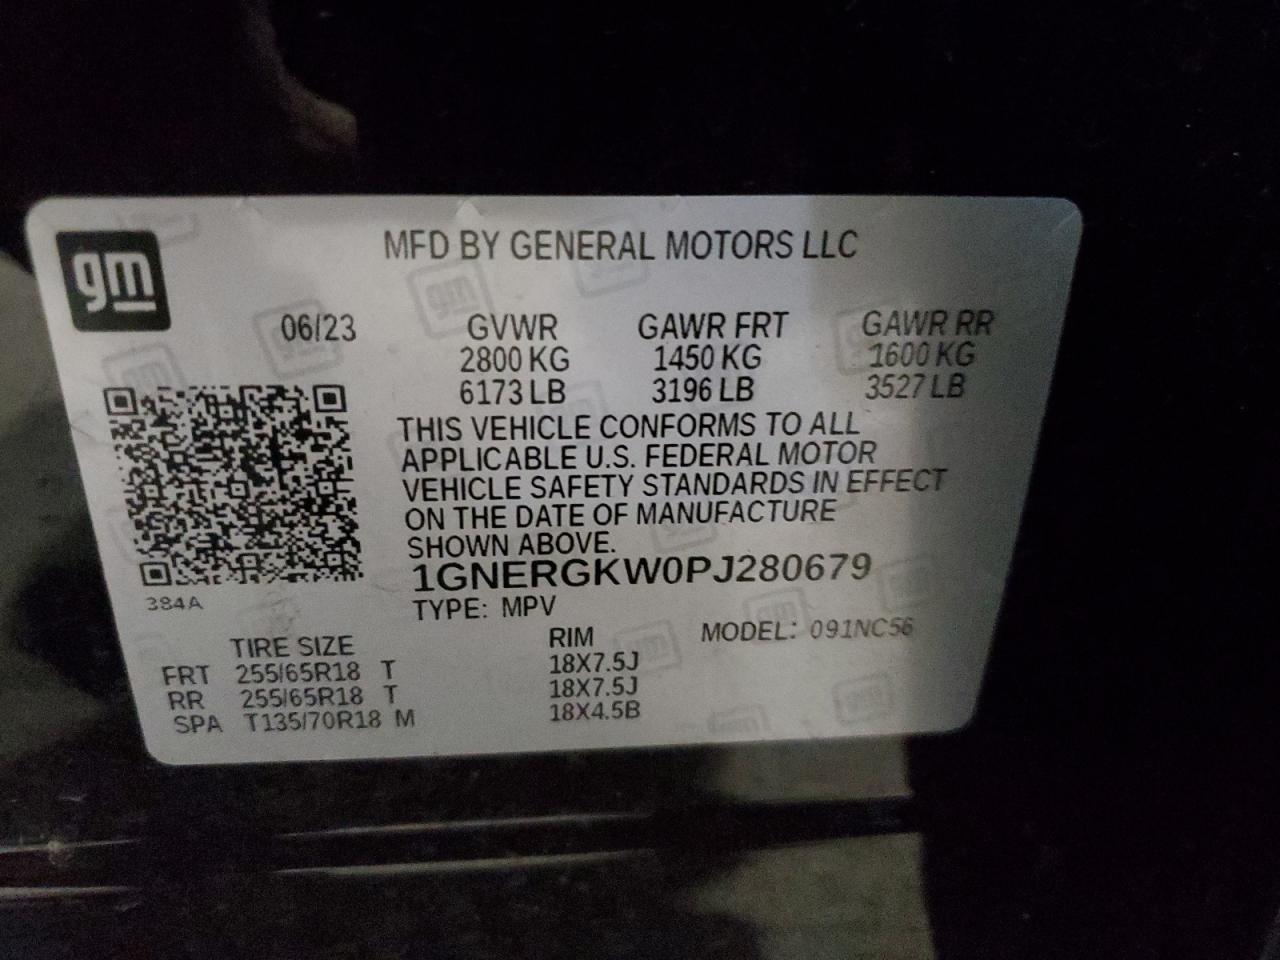 gm
MFD BY GENERAL MOTORS LLC
06/23 GVWR GAWR FRT GAWR RR
2800 KG 1450 KG 1600 KG
6173 LB 3196 LB 3527 LB
THIS VEHICLE CONFORMS TO ALL
APPLICABLE U.S. FEDERAL MOTOR
VEHICLE SAFETY STANDARDS IN EFFECT
ON THE DATE OF MANUFACTURE
SHOWN ABOVE.
1GNERGKW0PJ280679
384A
TYPE: MPV
MODEL: 091NC56
TIRE SIZE RIM
FRT 255/65R18 T 18X7.5J
RR 255/65R18 T 18X7.5J
SPA T135/70R18 M 18X4.5B